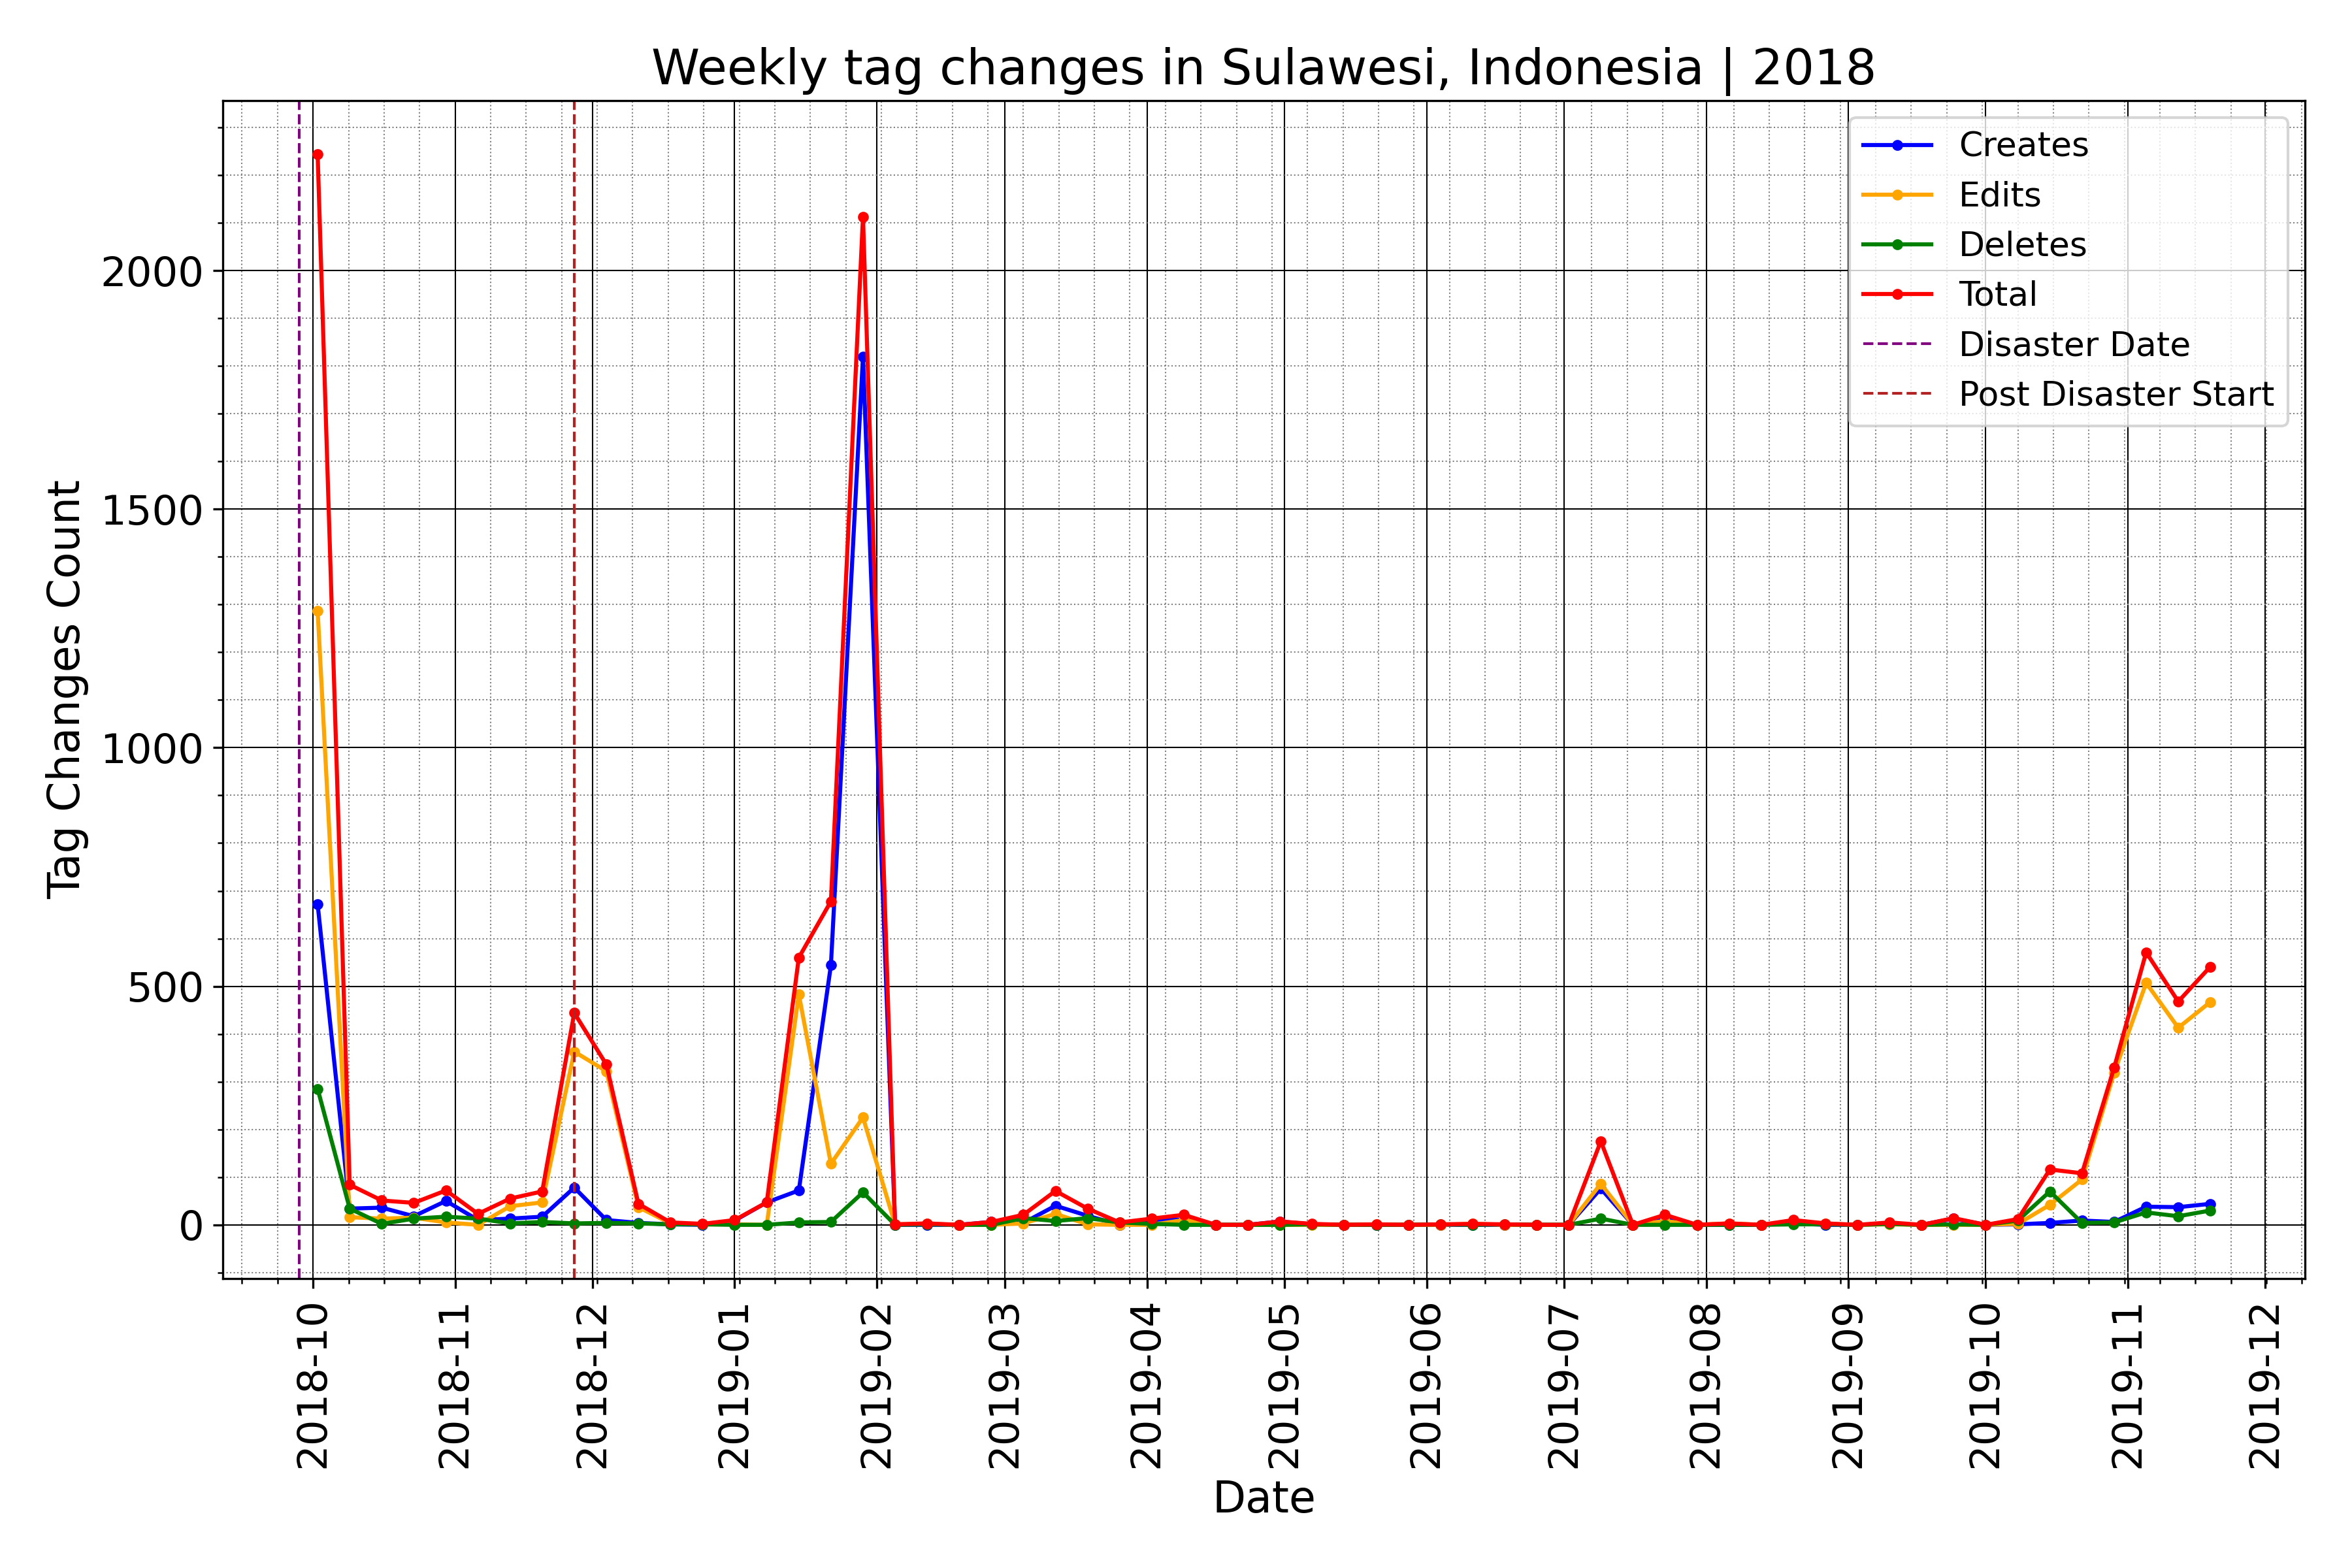 Weekly tag changes in Sulawesi, Indonesia | 2018
Creates
Edits
Deletes
Total
Disaster Date
Post Disaster Start
Tag Changes Count
2000
1500
1000
500
0
2018-10
2018-11
2018-12
2019-01
2019-02
2019-03
2019-04
2019-05
2019-06
2019-07
2019-08
2019-09
2019-10
2019-11
2019-12
Date